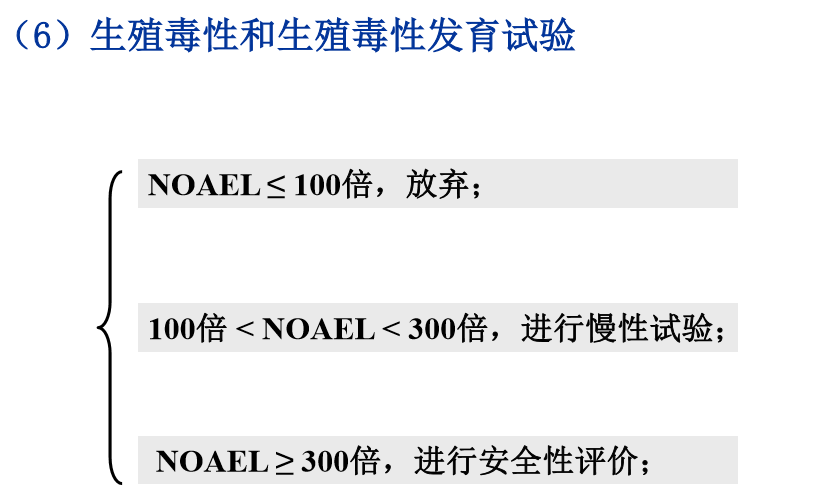 （6）生殖毒性和生殖毒性发育试验
NOAEL ≤ 100倍，放弃；
100倍 < NOAEL < 300倍，进行慢性试验；
NOAEL ≥ 300倍，进行安全性评价；